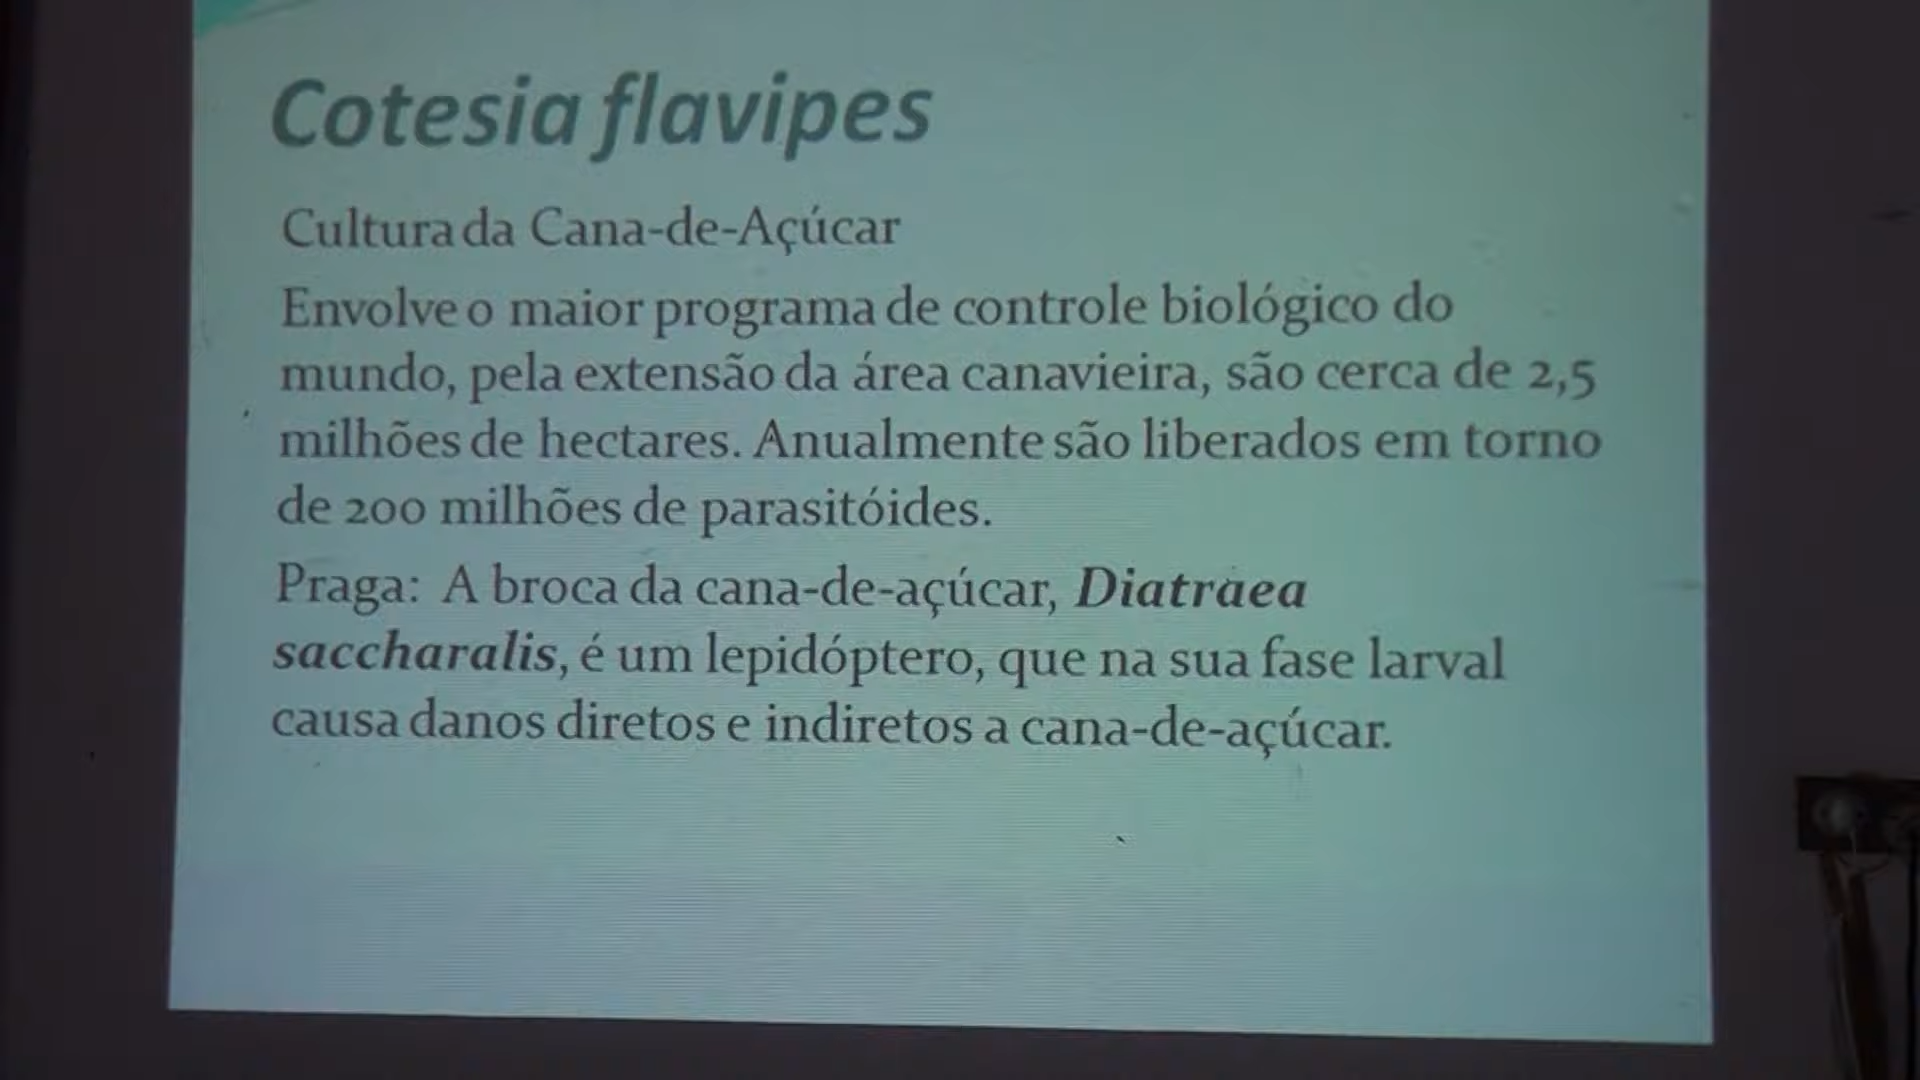 Cotesia flavipes
Cultura da Cana-de-Açúcar
Envolve o maior programa de controle biológico do
mundo, pela extensão da área canavieira, são cerca de 2,5
milhões de hectares. Anualmente são liberados em torno
de 200 milhões de parasitóides.
Praga: A broca da cana-de-açúcar, Diatraea
saccharalis, é um lepidóptero, que na sua fase larval
causa danos diretos e indiretos a cana-de-açúcar.